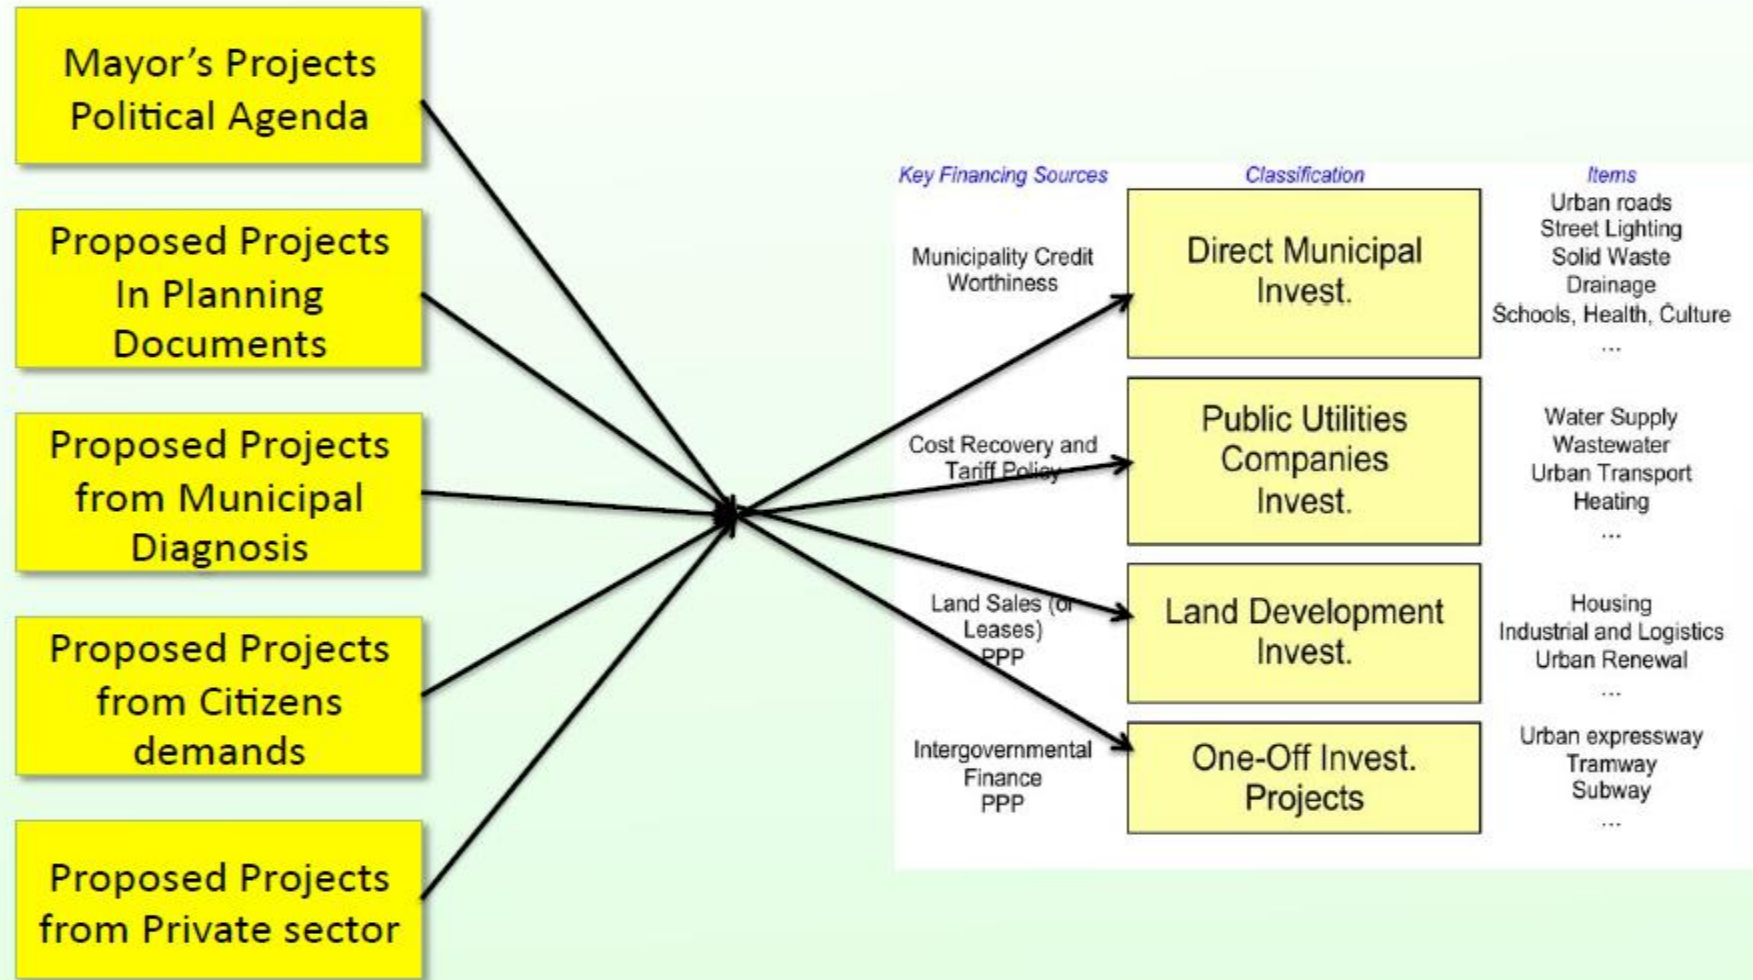 Mayor’s Projects
Political Agenda
Proposed Projects
In Planning
Documents
Proposed Projects
from Municipal
Diagnosis
Proposed Projects
from Citizens
demands
Proposed Projects
from Private sector
Key Financing Sources
Classification
Items
Municipality Credit
Worthiness
Direct Municipal
Invest.
Urban roads
Street Lighting
Solid Waste
Drainage
Schools, Health, Culture
...
Cost Recovery and
Tariff Policy
Public Utilities
Companies
Invest.
Water Supply
Wastewater
Urban Transport
Heating
...
Land Sales (or
Leases)
PPP
Land Development
Invest.
Housing
Industrial and Logistics
Urban Renewal
...
Intergovernmental
Finance
PPP
One-Off Invest.
Projects
Urban expressway
Tramway
Subway
...